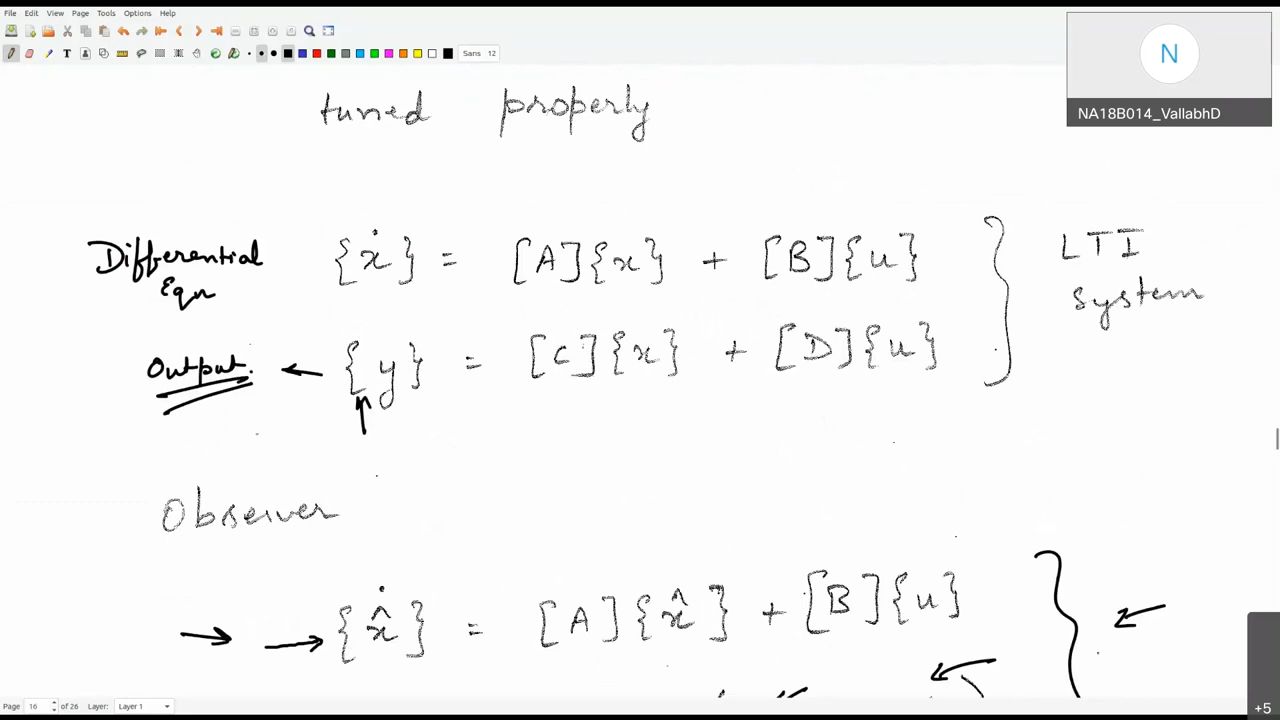 File Edit View Page Tools Options Help
Sans 12
N
NA18B014_VallabhD
tuned properly
Differential Eqn {ẋ} = [A]{x} + [B]{u}
LTI system
Output ← {y} = [C]{x} + [D]{u}
Observer
→ → {x̂̇} = [A]{x̂} + [B]{u} ←
Page 16 of 26 Layer: Layer 1
+5